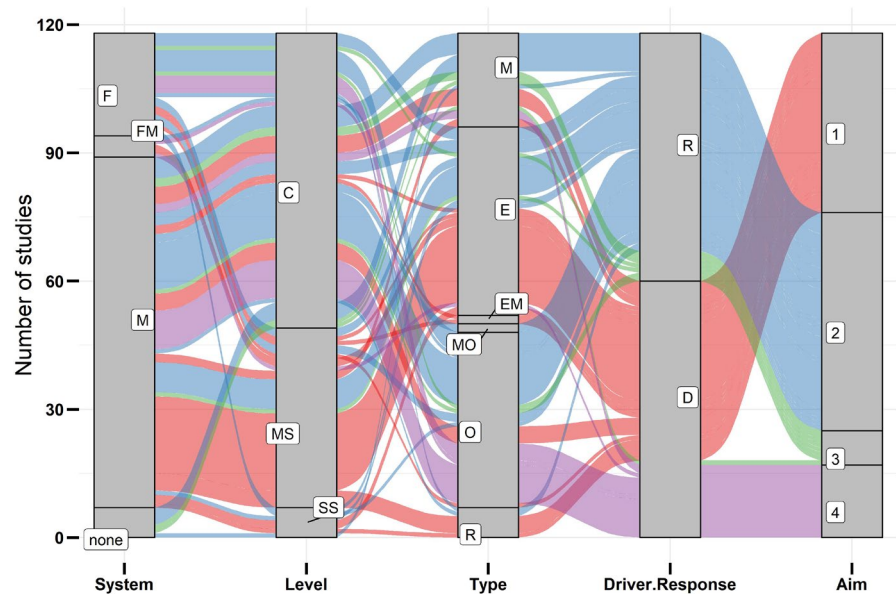 Number of studies
120
90
60
30
0
F
FM
M
none
C
MS
SS
M
E
EM
MO
O
R
R
D
1
2
3
4
System Level Type Driver.Response Aim